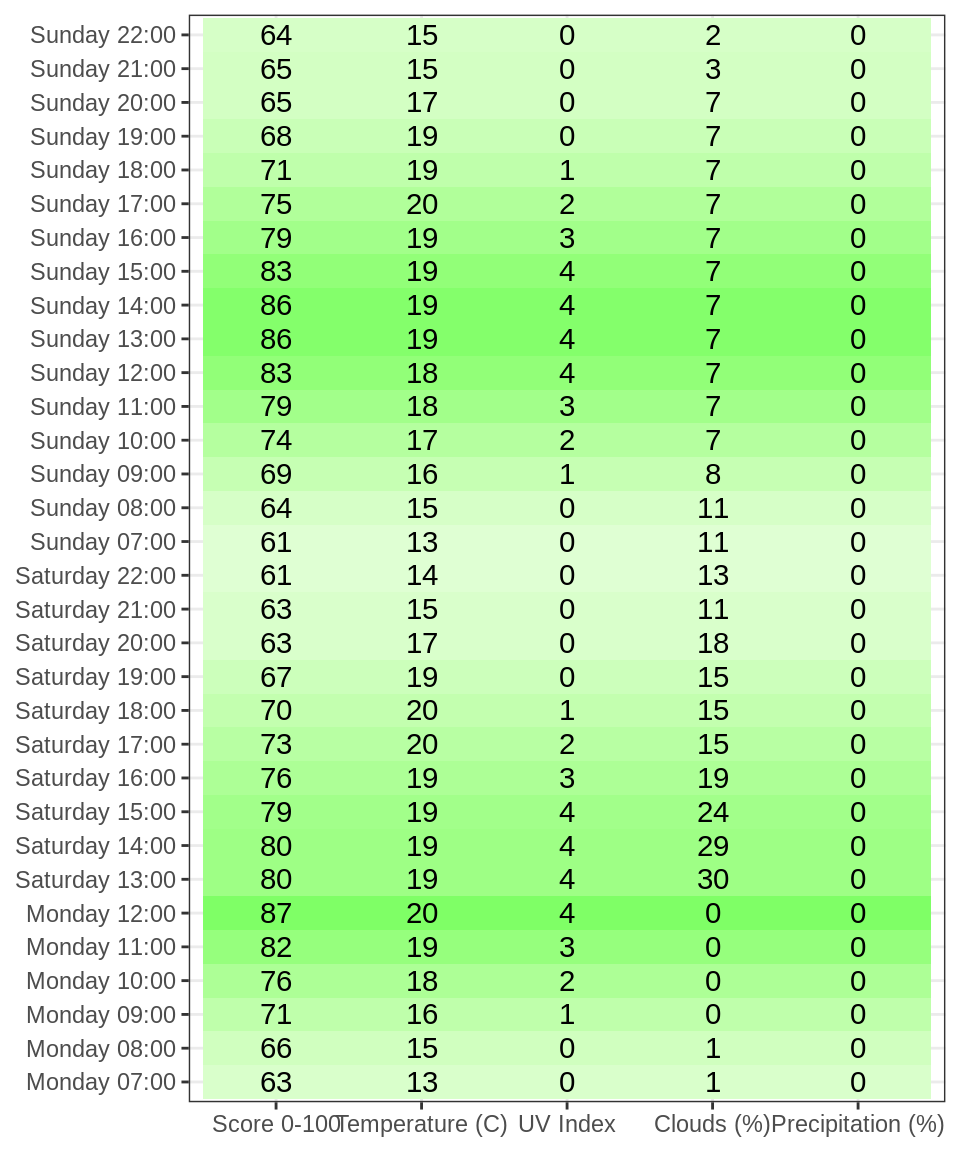 Sunday 22:00 64 15 0 2 0
Sunday 21:00 65 15 0 3 0
Sunday 20:00 65 17 0 7 0
Sunday 19:00 68 19 0 7 0
Sunday 18:00 71 19 1 7 0
Sunday 17:00 75 20 2 7 0
Sunday 16:00 79 19 3 7 0
Sunday 15:00 83 19 4 7 0
Sunday 14:00 86 19 4 7 0
Sunday 13:00 86 19 4 7 0
Sunday 12:00 83 18 4 7 0
Sunday 11:00 79 18 3 7 0
Sunday 10:00 74 17 2 7 0
Sunday 09:00 69 16 1 8 0
Sunday 08:00 64 15 0 11 0
Sunday 07:00 61 13 0 11 0
Saturday 22:00 61 14 0 13 0
Saturday 21:00 63 15 0 11 0
Saturday 20:00 63 17 0 18 0
Saturday 19:00 67 19 0 15 0
Saturday 18:00 70 20 1 15 0
Saturday 17:00 73 20 2 15 0
Saturday 16:00 76 19 3 19 0
Saturday 15:00 79 19 4 24 0
Saturday 14:00 80 19 4 29 0
Saturday 13:00 80 19 4 30 0
Monday 12:00 87 20 4 0 0
Monday 11:00 82 19 3 0 0
Monday 10:00 76 18 2 0 0
Monday 09:00 71 16 1 0 0
Monday 08:00 66 15 0 1 0
Monday 07:00 63 13 0 1 0
Score 0-100 Temperature (C) UV Index Clouds (%) Precipitation (%)